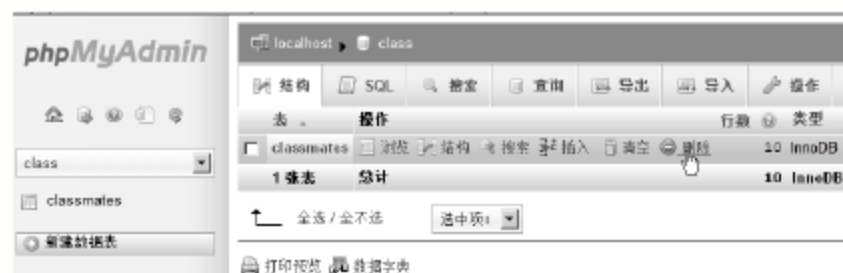 phpMyAdmin
class
classmates
新建数据表
localhost class
结构 SQL 搜索 查询 导出 导入 操作
表 操作 行数 类型
classmates 浏览 结构 搜索 插入 清空 删除 10 InnoDB
1 张表 总计 10 InnoDB
全选 / 全不选 选中项:
打印预览 数据字典